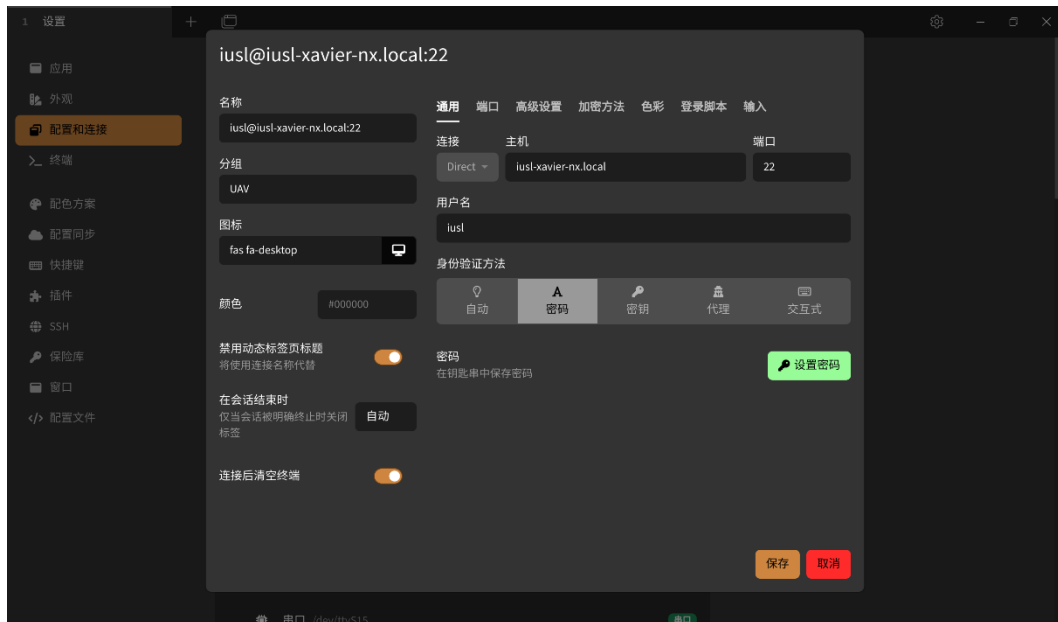 1 设置
应用
外观
配置和连接
终端
配色方案
配置同步
快捷键
插件
SSH
保险库
窗口
配置文件
iusl@iusl-xavier-nx.local:22
名称
iusl@iusl-xavier-nx.local:22
分组
UAV
图标
fas fa-desktop
颜色 #000000
禁用动态标签页标题
将使用连接名称代替
在会话结束时
仅当会话被明确终止时关闭
标签
自动
连接后清空终端
通用 端口 高级设置 加密方法 色彩 登录脚本 输入
连接 主机 端口
Direct iusl-xavier-nx.local 22
用户名
iusl
身份验证方法
自动 密码 密钥 代理 交互式
密码
在钥匙串中保存密码
设置密码
保存 取消
串口 /dev/ttyS15 串口